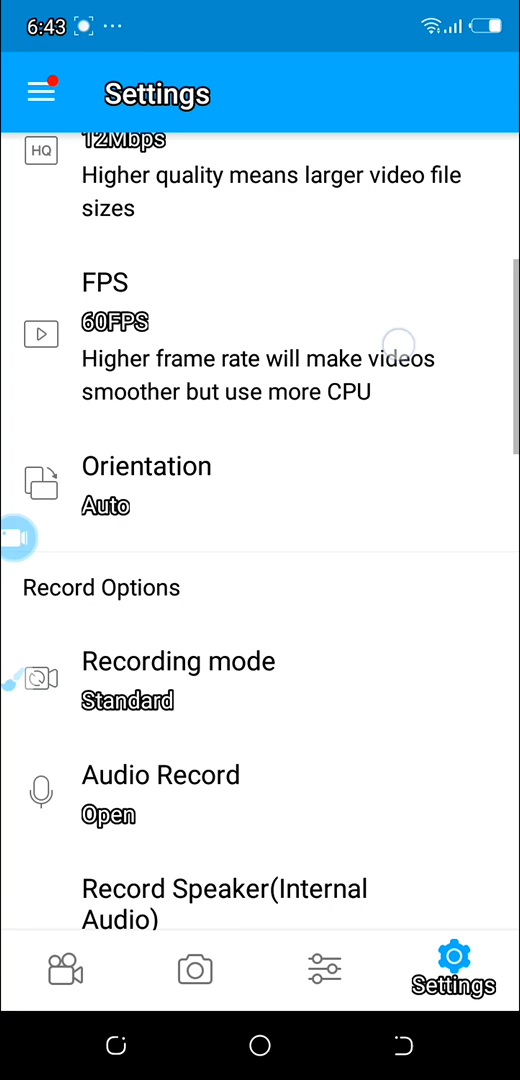 6:43
Settings
12Mbps
HQ
Higher quality means larger video file
sizes
FPS
60FPS
Higher frame rate will make videos
smoother but use more CPU
Orientation
Auto
Record Options
Recording mode
Standard
Audio Record
Open
Record Speaker(Internal
Audio)
Settings